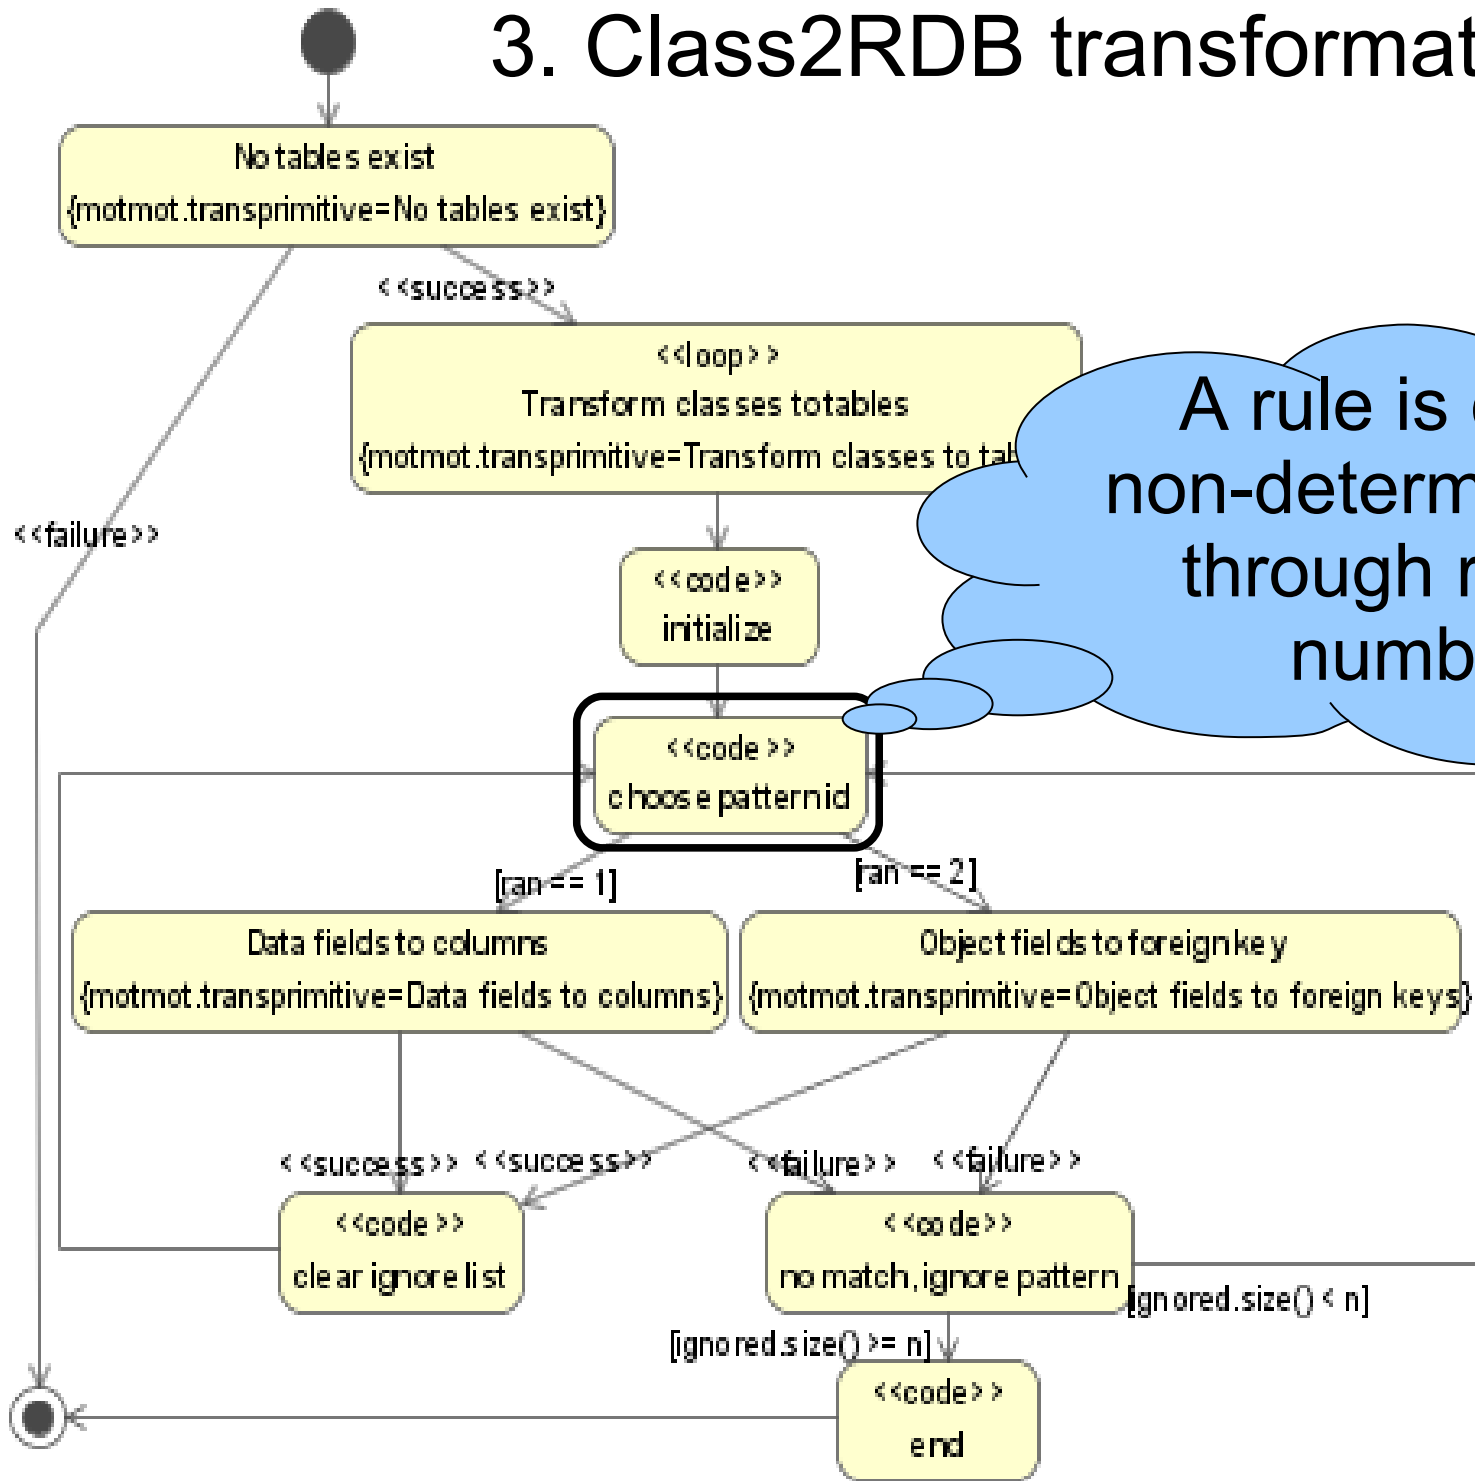 3. Class2RDB transformat
No tables exist
{motmot.transprimitive=No tables exist}
<<success>>
<<loop>>
Transform classes to tables
{motmot.transprimitive=Transform classes to tab
A rule is
non-determ
through r
numb
<<failure>>
<<code>>
initialize
<<code>>
choose pattern id
[ran == 1]
[ran == 2]
Data fields to columns
{motmot.transprimitive=Data fields to columns}
Object fields to foreign key
{motmot.transprimitive=Object fields to foreign keys}
<<success>>
<<success>>
<<failure>>
<<failure>>
<<code>>
clear ignore list
<<code>>
no match, ignore pattern
[ignored.size() < n]
[ignored.size() >= n]
<<code>>
end